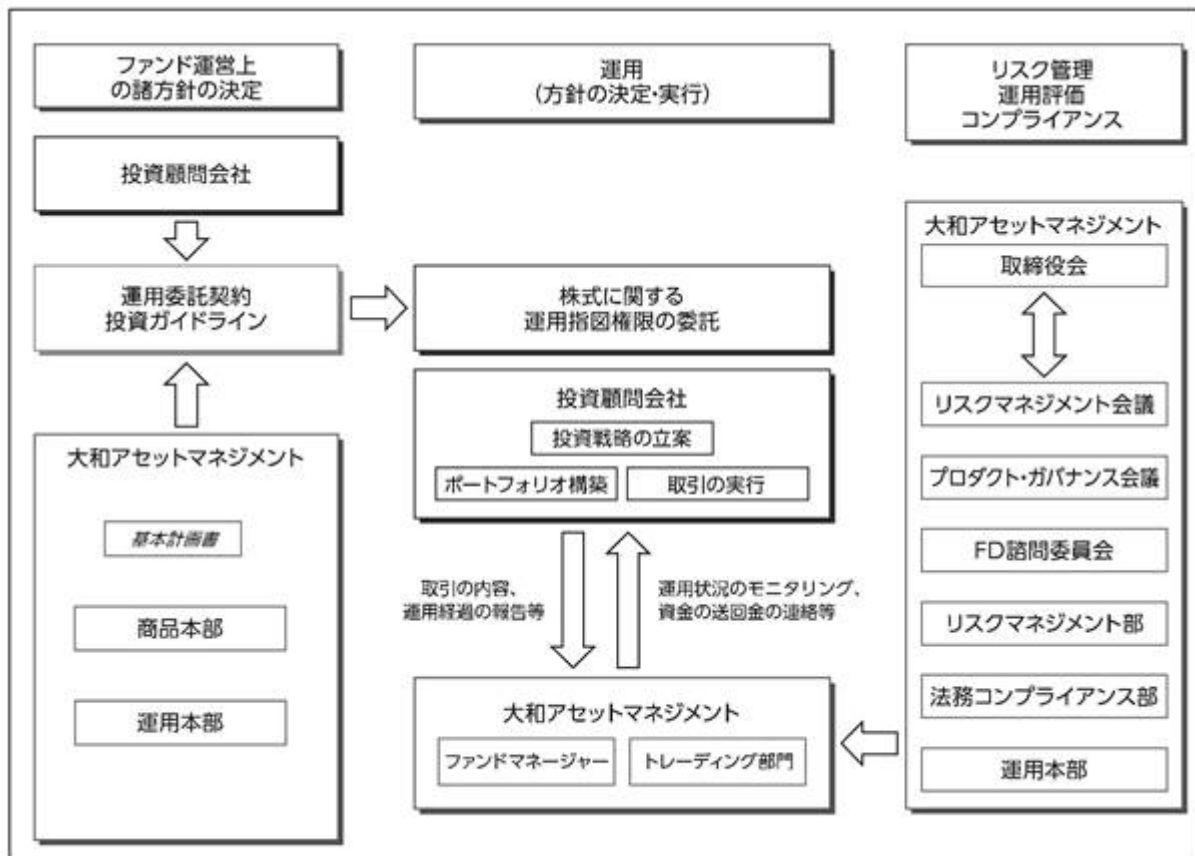 ファンド運営上
の諸方針の決定
投資顧問会社
運用委託契約
投資ガイドライン
大和アセットマネジメント
基本計画書
商品本部
運用本部
運用
(方針の決定・実行)
株式に関する
運用指図権限の委託
投資顧問会社
投資戦略の立案
ポートフォリオ構築
取引の実行
取引の内容、
運用経過の報告等
運用状況のモニタリング、
資金の送回金の連絡等
大和アセットマネジメント
ファンドマネージャー
トレーディング部門
リスク管理
運用評価
コンプライアンス
大和アセットマネジメント
取締役会
リスクマネジメント会議
プロダクト・ガバナンス会議
FD諮問委員会
リスクマネジメント部
法務コンプライアンス部
運用本部